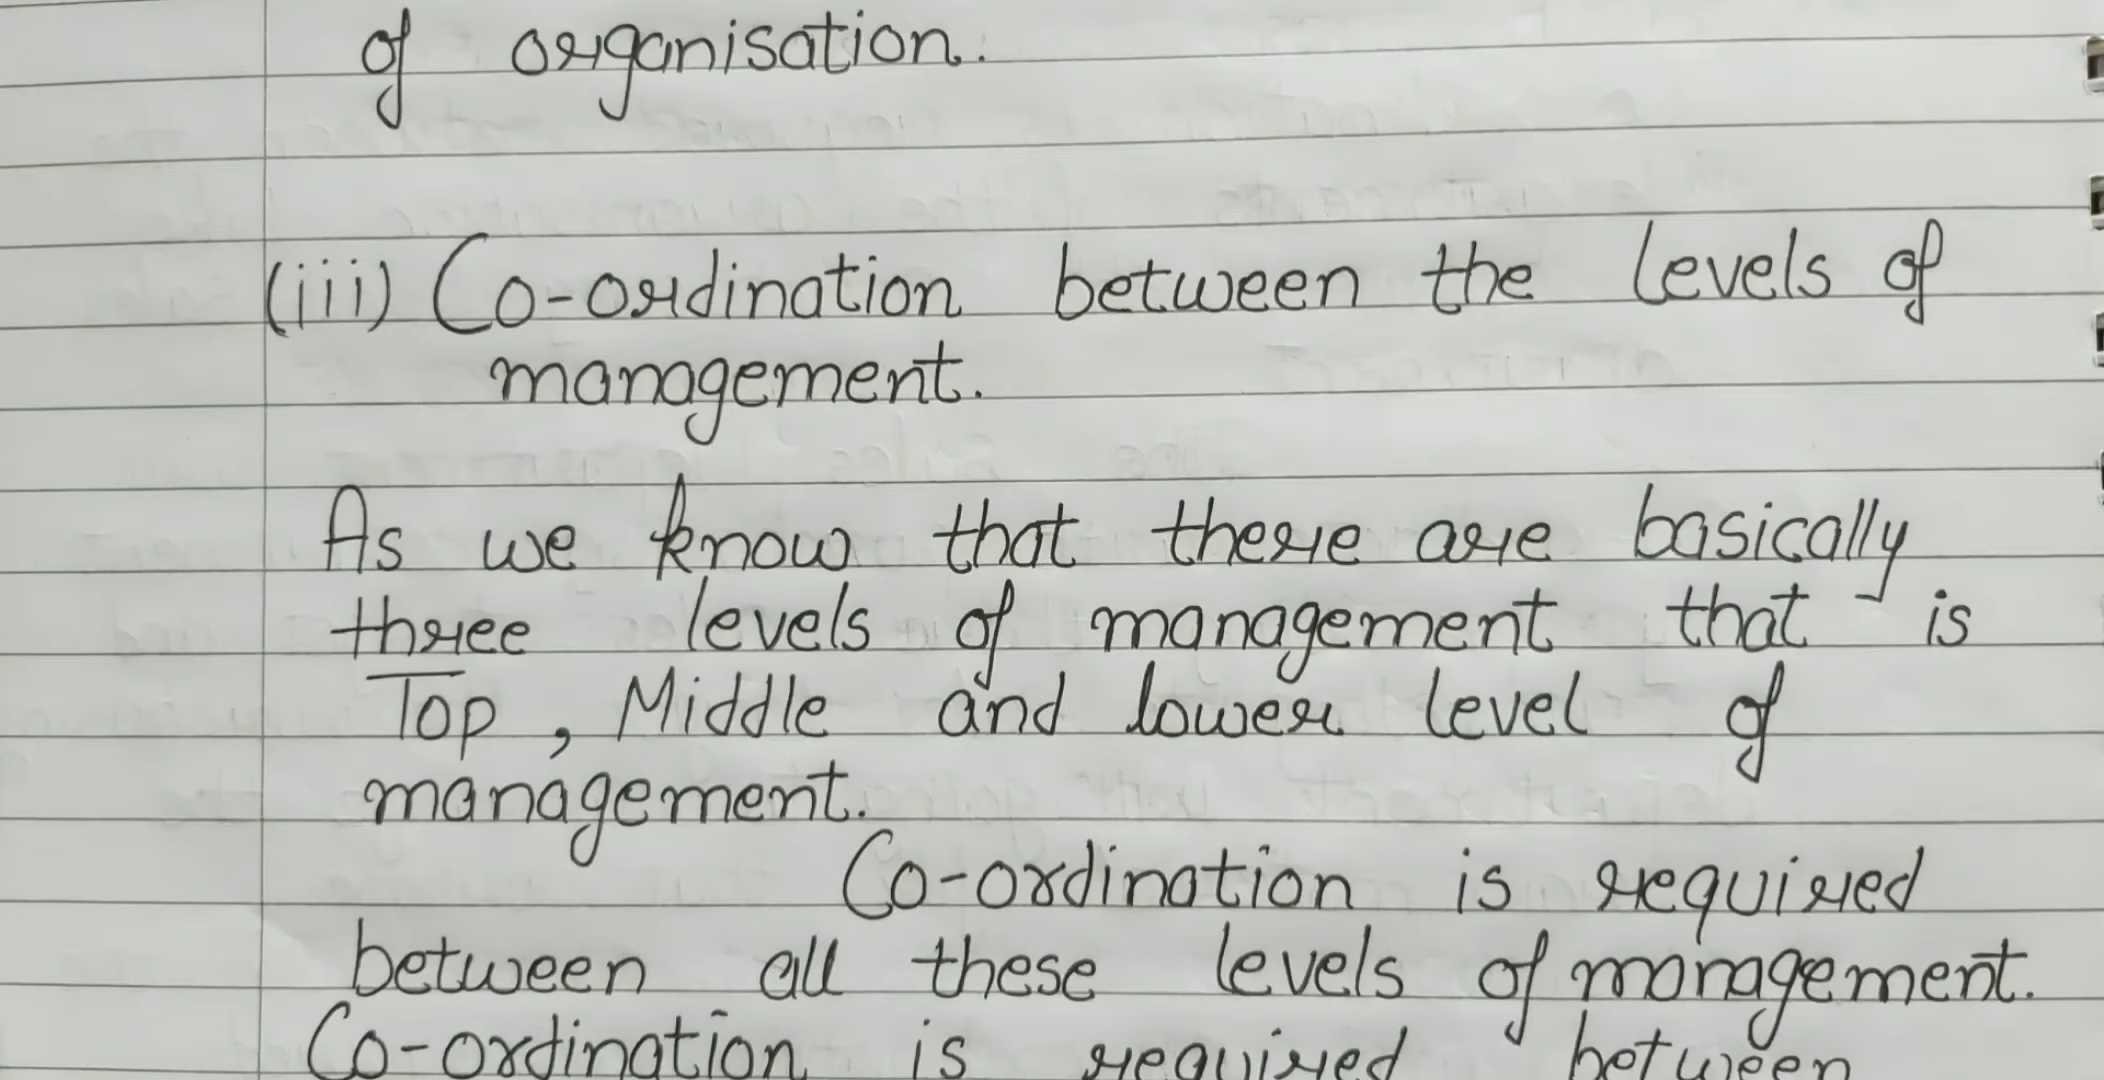 of organisation.
(iii) Co-ordination between the levels of
management.
As we know that there are basically
three levels of management that is
Top, Middle and lower level of
management.
Co-ordination is required
between all these levels of management.
Co-ordination is required between